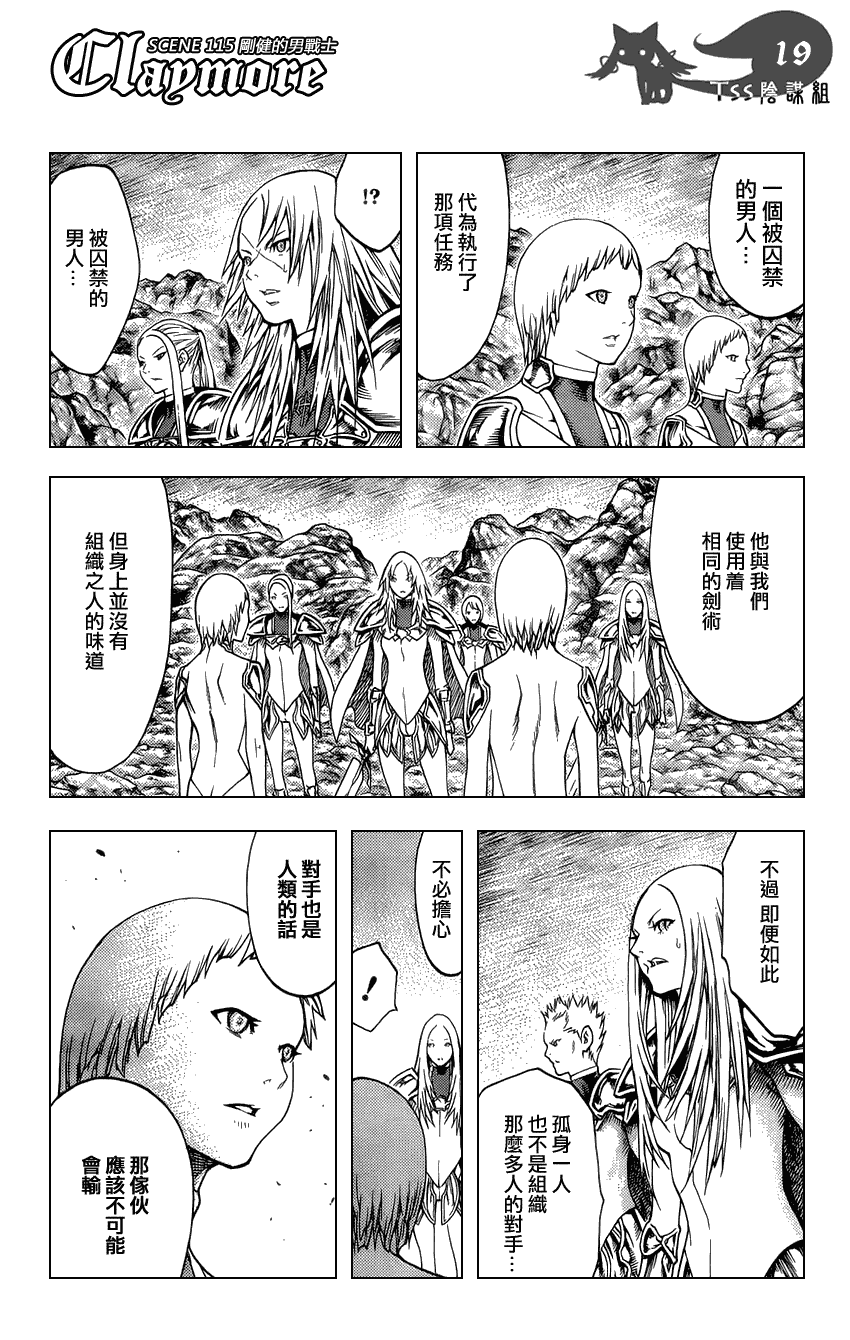 SCENE 115 剛健的男戰士
Claymore
19
Tss陰謀組
一個被囚禁
的男人…
代為執行了
那項任務
!?
被囚禁的
男人…
他與我們
使用着
相同的劍術
但身上並沒有
組織之人的味道
不過 即便如此
孤身一人
也不是組織
那麼多人的對手…
不必擔心
!
對手也是
人類的話
那傢伙
應該不可能
會輸